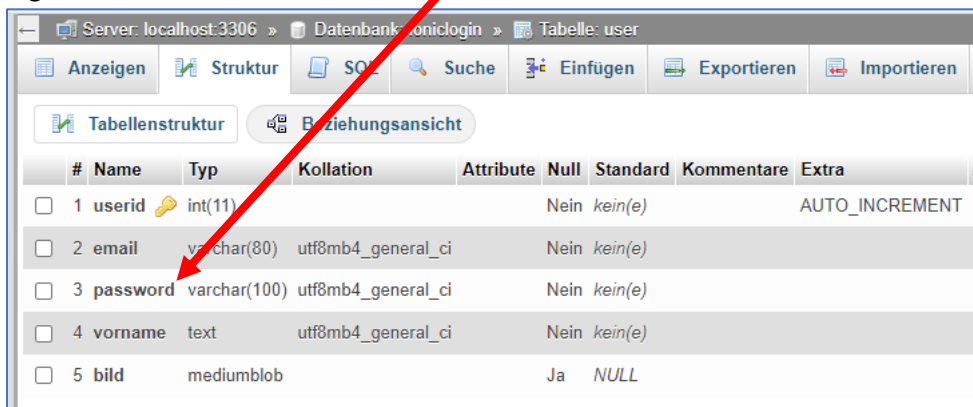 Server: localhost:3306 » Datenbank: ioniclogin » Tabelle: user
Anzeigen Struktur SQL Suche Einfügen Exportieren Importieren
Tabellenstruktur Beziehungsansicht
# Name Typ Kollation Attribute Null Standard Kommentare Extra
1 userid int(11) Nein kein(e) AUTO_INCREMENT
2 email varchar(80) utf8mb4_general_ci Nein kein(e)
3 password varchar(100) utf8mb4_general_ci Nein kein(e)
4 vorname text utf8mb4_general_ci Nein kein(e)
5 bild mediumblob Ja NULL